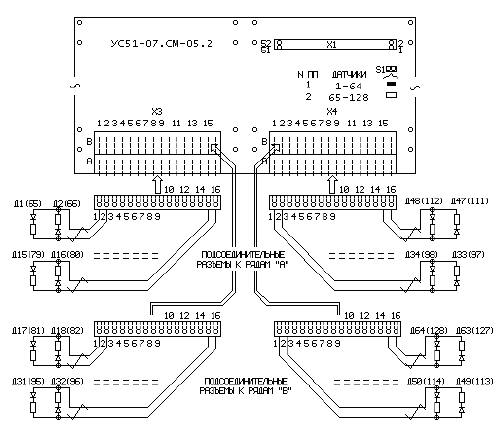 УС51-07.СМ-05.2
52 X1 2
51 1
N ПП ДАТЧИКИ S1
1 1-64
2 65-128
X3 X4
1 2 3 4 5 6 7 8 9 11 13 15 1 2 3 4 5 6 7 8 9 11 13 15
В В
А А
10 12 14 16 10 12 14 16
Д1(65) Д2(66) 1 2 3 4 5 6 7 8 9 1 2 3 4 5 6 7 8 9 Д48(112) Д47(111)
Д15(79) Д16(80) ПОДСОЕДИНИТЕЛЬНЫЕ Д34(98) Д33(97)
РАЗЪЕМЫ К РЯДАМ "А"
10 12 14 16 10 12 14 16
Д17(81) Д18(82) 1 2 3 4 5 6 7 8 9 1 2 3 4 5 6 7 8 9 Д64(128) Д63(127)
Д31(95) Д32(96) ПОДСОЕДИНИТЕЛЬНЫЕ Д50(114) Д49(113)
РАЗЪЕМЫ К РЯДАМ "Б"